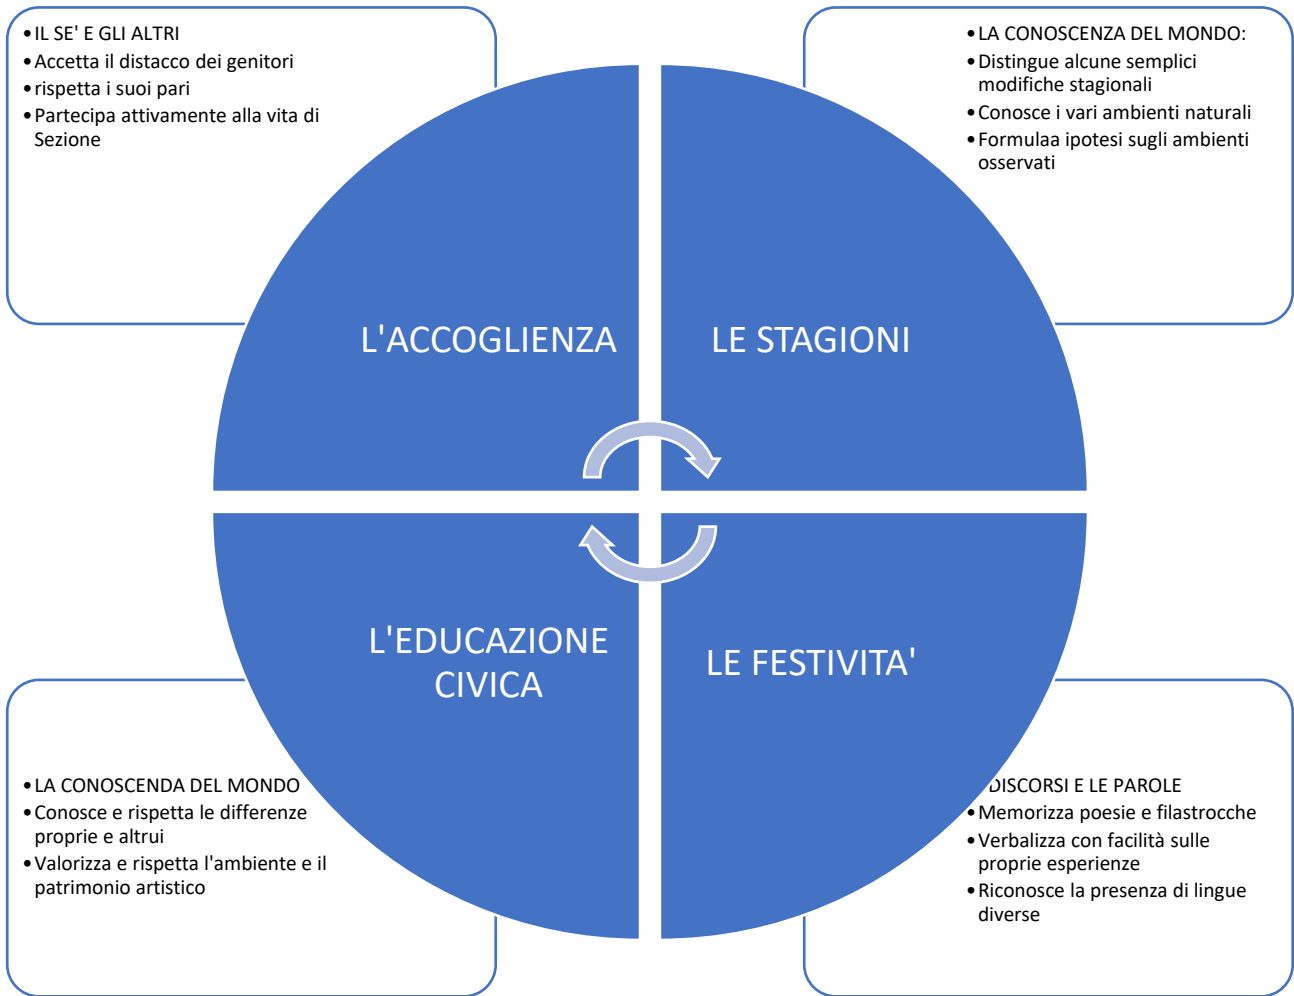 • IL SE' E GLI ALTRI
• Accetta il distacco dei genitori
• rispetta i suoi pari
• Partecipa attivamente alla vita di
Sezione
• LA CONOSCENZA DEL MONDO:
• Distingue alcune semplici
modifiche stagionali
• Conosce i vari ambienti naturali
• Formulaa ipotesi sugli ambienti
osservati
L'ACCOGLIENZA
LE STAGIONI
L'EDUCAZIONE
CIVICA
LE FESTIVITA'
• LA CONOSCENDA DEL MONDO
• Conosce e rispetta le differenze
proprie e altrui
• Valorizza e rispetta l'ambiente e il
patrimonio artistico
DISCORSI E LE PAROLE
• Memorizza poesie e filastrocche
• Verbalizza con facilità sulle
proprie esperienze
• Riconosce la presenza di lingue
diverse